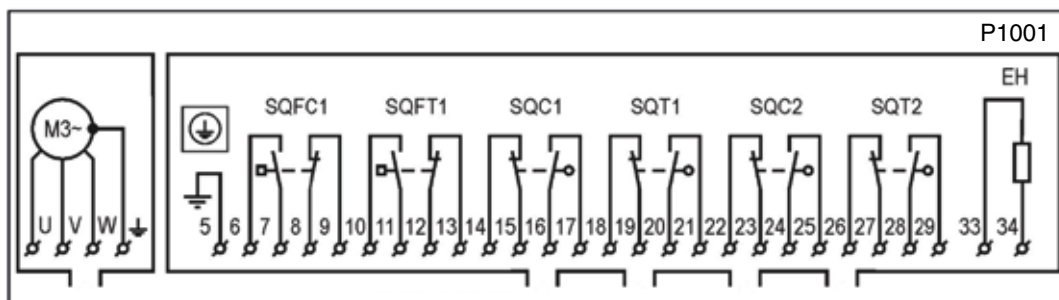 P1001
EH
SQFC1 SQFT1 SQC1 SQT1 SQC2 SQT2
M3~
U V W 5 6 7 8 9 10 11 12 13 14 15 16 17 18 19 20 21 22 23 24 25 26 27 28 29 33 34